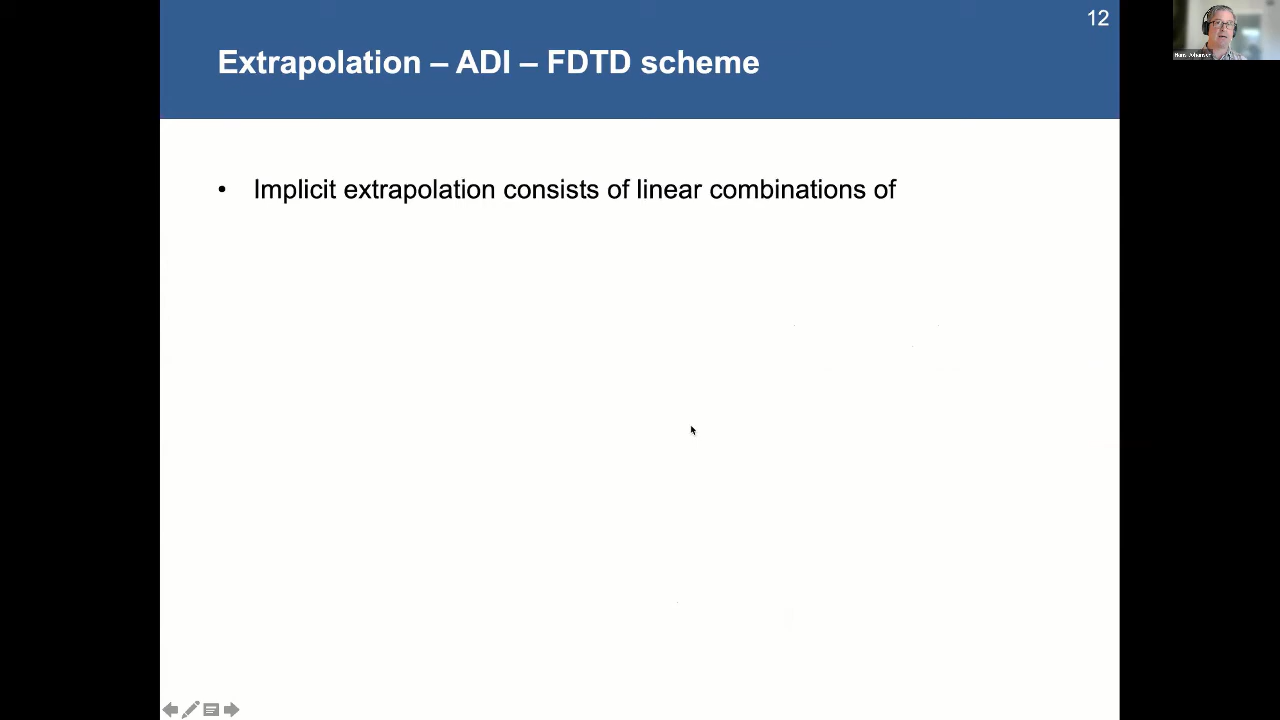 12
Extrapolation – ADI – FDTD scheme
• Implicit extrapolation consists of linear combinations of